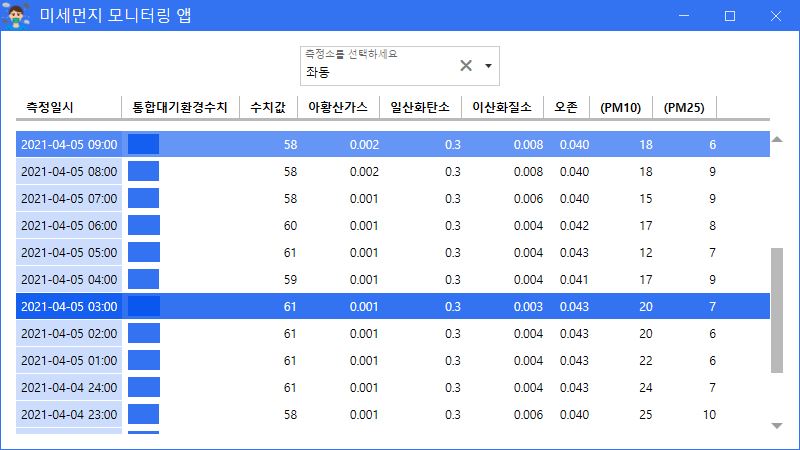 미세먼지 모니터링 앱
측정소를 선택하세요
좌동
측정일시 통합대기환경수치 수치값 아황산가스 일산화탄소 이산화질소 오존 (PM10) (PM25)
2021-04-05 09:00 58 0.002 0.3 0.008 0.040 18 6
2021-04-05 08:00 58 0.002 0.3 0.008 0.040 18 9
2021-04-05 07:00 58 0.001 0.3 0.006 0.040 15 9
2021-04-05 06:00 60 0.001 0.3 0.004 0.042 17 8
2021-04-05 05:00 61 0.001 0.3 0.004 0.043 12 7
2021-04-05 04:00 59 0.001 0.3 0.004 0.041 17 9
2021-04-05 03:00 61 0.001 0.3 0.003 0.043 20 7
2021-04-05 02:00 61 0.001 0.3 0.004 0.043 20 6
2021-04-05 01:00 61 0.001 0.3 0.004 0.043 22 6
2021-04-04 24:00 61 0.001 0.3 0.004 0.043 24 7
2021-04-04 23:00 58 0.001 0.3 0.006 0.040 25 10